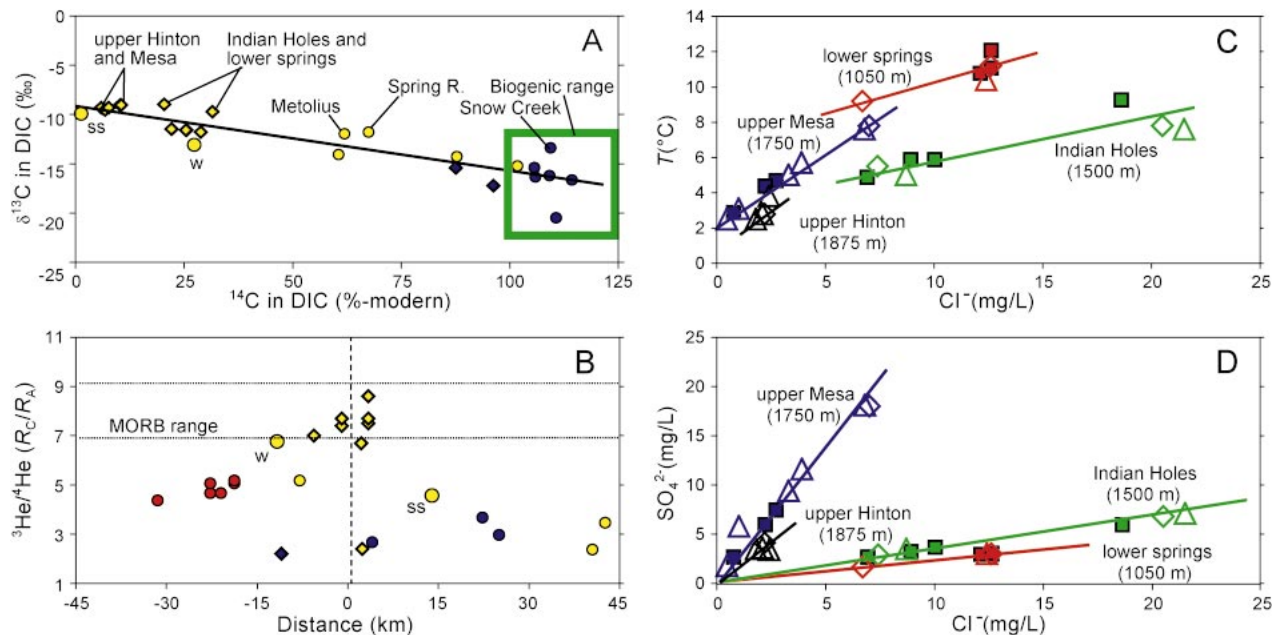 A
0
-5
-10
-15
-20
-25
δ13C in DIC (‰)
upper Hinton
and Mesa
Indian Holes and
lower springs
Metolius
Spring R.
Biogenic range
Snow Creek
ss
w
0
25
50
75
100
125
14C in DIC (%-modern)
B
11
9
7
5
3
1
3He/4He (RC/RA)
MORB range
w
ss
-45
-30
-15
0
15
30
45
Distance (km)
C
14
12
10
8
6
4
2
0
T(°C)
lower springs
(1050 m)
upper Mesa
(1750 m)
Indian Holes
(1500 m)
upper Hinton
(1875 m)
0
5
10
15
20
25
Cl-(mg/L)
D
25
20
15
10
5
0
SO42-(mg/L)
upper Mesa
(1750 m)
Indian Holes
(1500 m)
upper Hinton
(1875 m)
lower springs
(1050 m)
0
5
10
15
20
25
Cl-(mg/L)